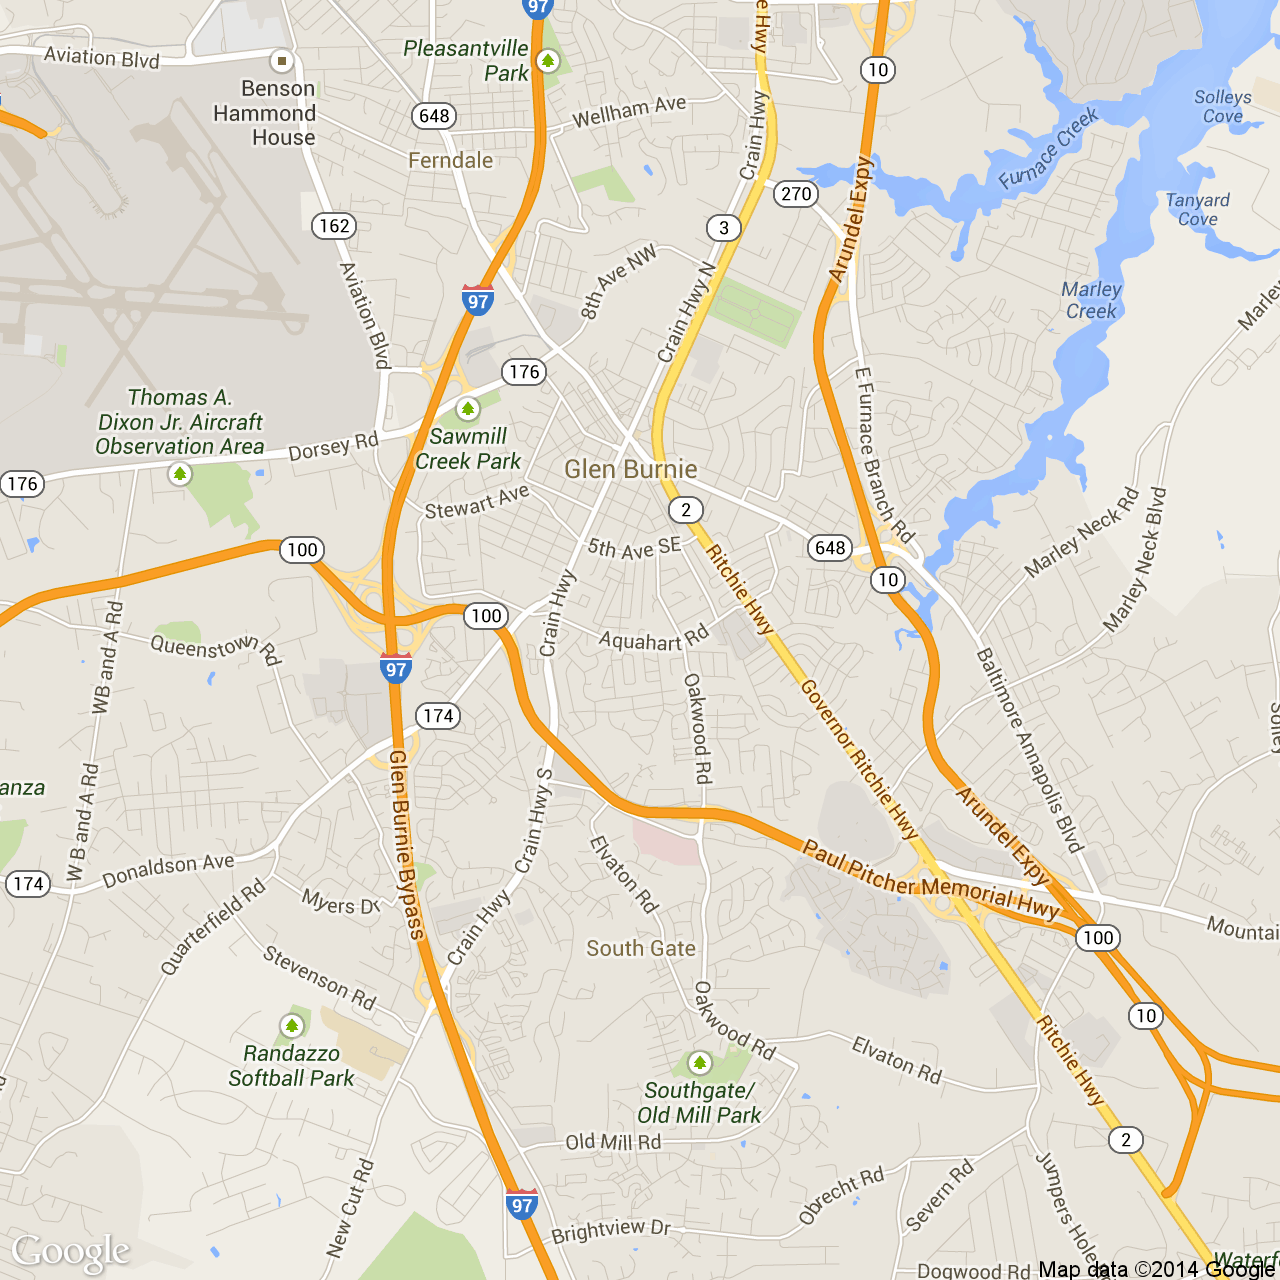 97
Hwy
Aviation Blvd
Pleasantville
Park
10
Benson
Hammond
House
648
Wellham Ave
Crain Hwy
Solleys
Cove
Furnace Creek
Ferndale
270
Arundel Expy
Tanyard
Cove
162
3
Aviation Blvd
8th Ave NW
97
Crain Hwy N
Marley
Creek
Marley
176
Thomas A.
Dixon Jr. Aircraft
Observation Area
Dorsey Rd
Sawmill
Creek Park
E Furnace Branch Rd
Glen Burnie
176
Stewart Ave
2
Marley Neck Rd
Marley Neck Blvd
100
5th Ave SE
648
Ritchie Hwy
10
Crain Hwy
100
Aquahart Rd
WB and A Rd
Queenstown Rd
97
174
Oakwood Rd
Governor Ritchie Hwy
Baltimore Annapolis Blvd
Solley
anza
Glen Burnie Bypass
Crain Hwy S
W B and A Rd
Donaldson Ave
174
Elvaton Rd
Paul Pitcher Memorial Hwy
Arundel Expy
Myers Dr
Quarterfield Rd
Crain Hwy
South Gate
Mountai
100
Stevenson Rd
Oakwood Rd
10
Randazzo
Softball Park
Elvaton Rd
Ritchie Hwy
Southgate/
Old Mill Park
Old Mill Rd
2
New Cut Rd
97
Obrecht Rd
Severn Rd
Jumpers Hole
Brightview Dr
Google
Dogwood Rd
Waterf
Map data ©2014 Google